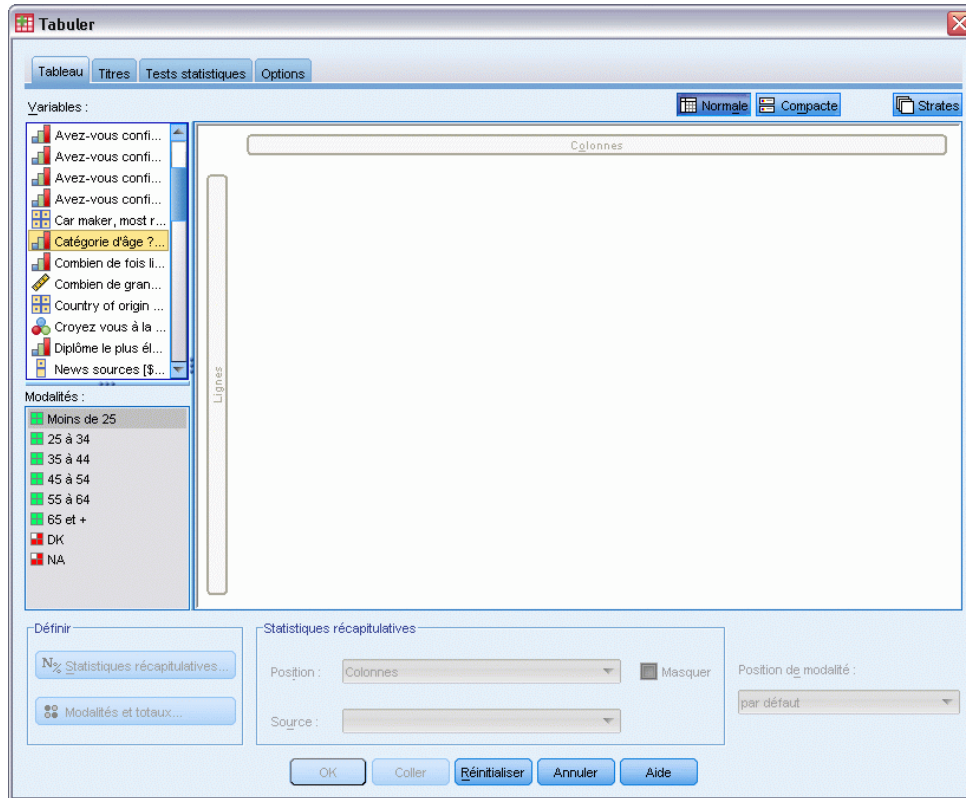 Tabuler
Tableau Titres Tests statistiques Options
Variables :
Normale Compacte Strates
Avez-vous confi...
Avez-vous confi...
Avez-vous confi...
Avez-vous confi...
Car maker, most r...
Catégorie d'âge ?...
Combien de fois li...
Combien de gran...
Country of origin ...
Croyez vous à la ...
Diplôme le plus él...
News sources [$...
Colonnes
Lignes
Modalités :
Moins de 25
25 à 34
35 à 44
45 à 54
55 à 64
65 et +
DK
NA
Définir
N% Statistiques récapitulatives...
Modalités et totaux...
Statistiques récapitulatives
Position : Colonnes Masquer
Source :
Position de modalité :
par défaut
OK Coller Réinitialiser Annuler Aide